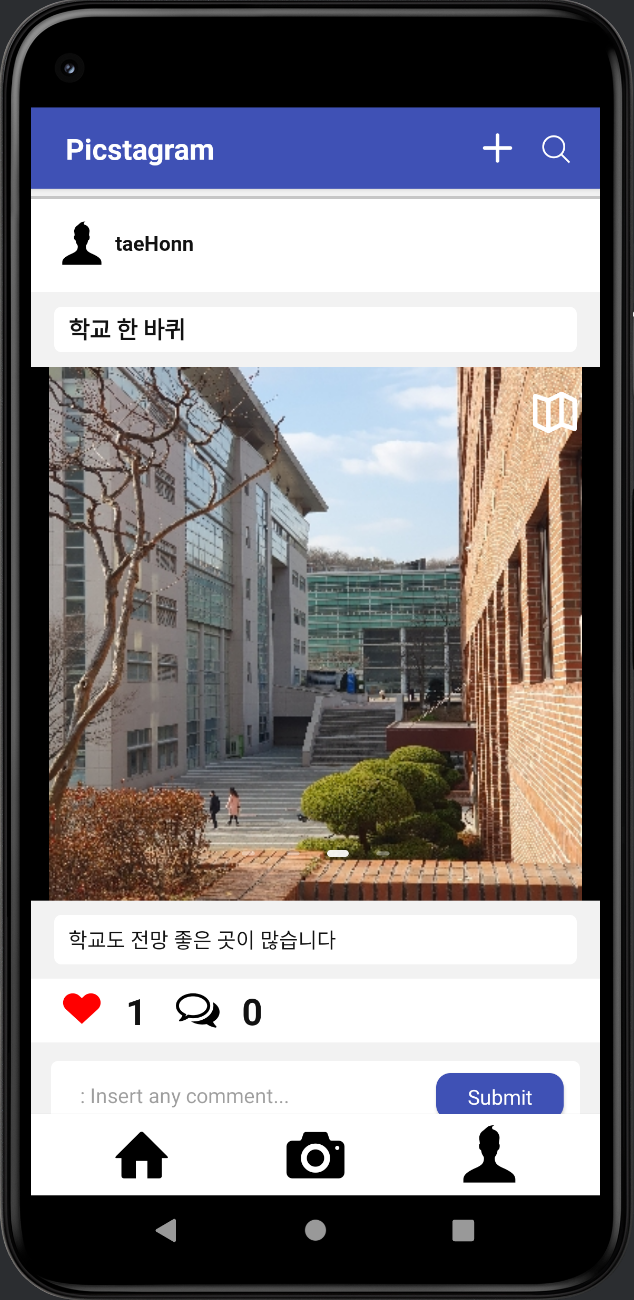 Picstagram
taeHonn
학교 한 바퀴
학교도 전망 좋은 곳이 많습니다
1 0
: Insert any comment...
Submit